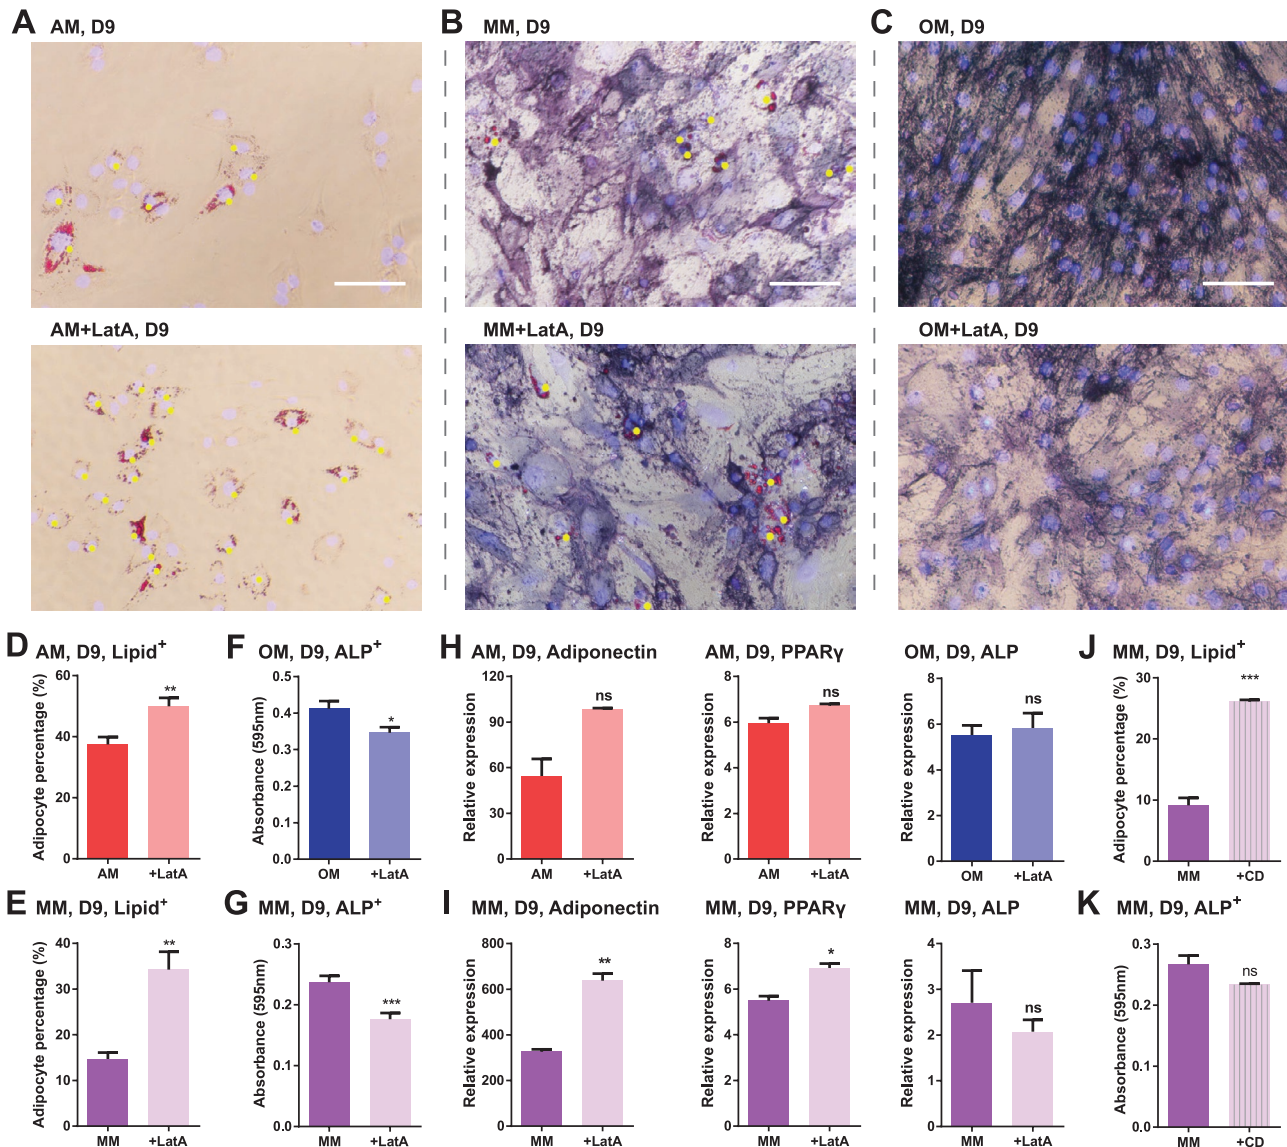 A AM, D9
B MM, D9
C OM, D9
AM+LatA, D9
MM+LatA, D9
OM+LatA, D9
D AM, D9, Lipid+
Adipocyte percentage (%)
60
40
20
0
**
AM +LatA
F OM, D9, ALP+
Absorbance (595nm)
0.5
0.4
0.3
0.2
0.1
0.0
*
OM +LatA
H AM, D9, Adiponectin
Relative expression
120
90
60
30
0
ns
AM +LatA
AM, D9, PPARγ
Relative expression
8
6
4
2
0
ns
AM +LatA
OM, D9, ALP
Relative expression
8
6
4
2
0
ns
OM +LatA
J MM, D9, Lipid+
Adipocyte percentage (%)
30
20
10
0
***
MM +CD
E MM, D9, Lipid+
Adipocyte percentage (%)
40
30
20
10
0
**
MM +LatA
G MM, D9, ALP+
Absorbance (595nm)
0.3
0.2
0.1
0.0
***
MM +LatA
I MM, D9, Adiponectin
Relative expression
800
600
400
200
0
**
MM +LatA
MM, D9, PPARγ
Relative expression
8
6
4
2
0
*
MM +LatA
MM, D9, ALP
Relative expression
4
3
2
1
0
ns
MM +LatA
K MM, D9, ALP+
Absorbance (595nm)
0.3
0.2
0.1
0.0
ns
MM +CD